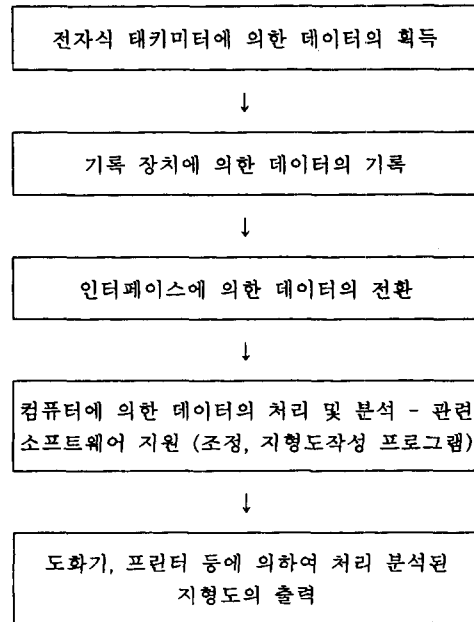 전자식 태키미터에 의한 데이터의 획득
↓
기록 장치에 의한 데이터의 기록
↓
인터페이스에 의한 데이터의 전환
↓
컴퓨터에 의한 데이터의 처리 및 분석 - 관련
소프트웨어 지원 (조정, 지형도작성 프로그램)
↓
도화기, 프린터 등에 의하여 처리 분석된
지형도의 출력